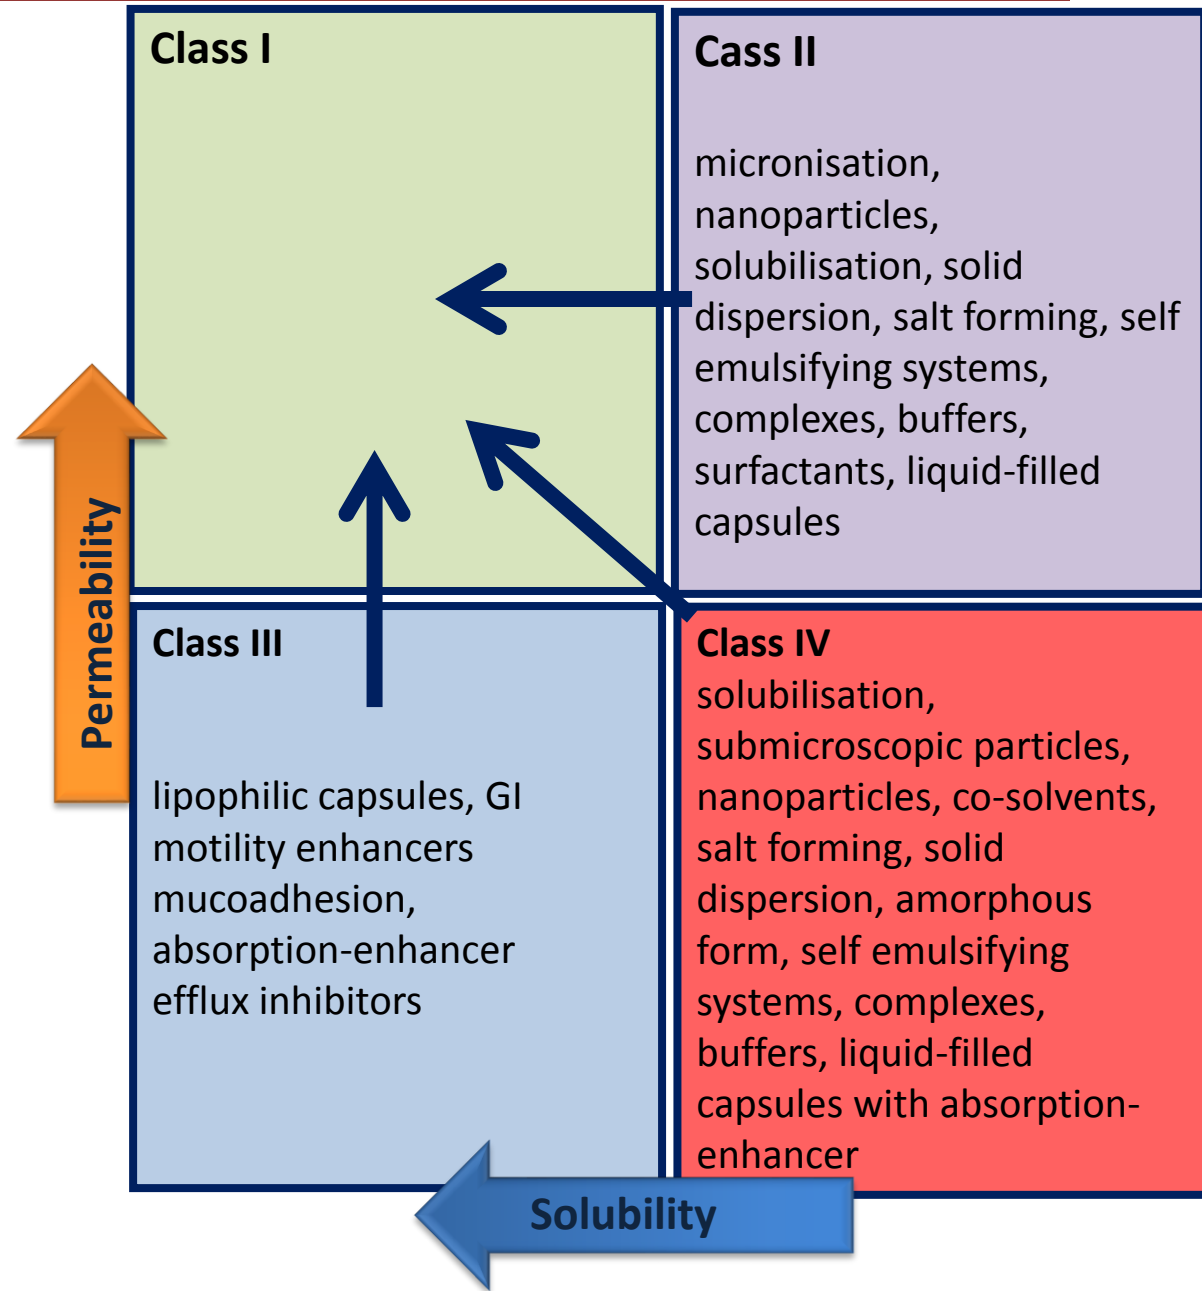 Class I
Cass II
micronisation,
nanoparticles,
solubilisation, solid
dispersion, salt forming, self
emulsifying systems,
complexes, buffers,
surfactants, liquid-filled
capsules
Permeability
Class III
lipophilic capsules, GI
motility enhancers
mucoadhesion,
absorption-enhancer
efflux inhibitors
Class IV
solubilisation,
submicroscopic particles,
nanoparticles, co-solvents,
salt forming, solid
dispersion, amorphous
form, self emulsifying
systems, complexes,
buffers, liquid-filled
capsules with absorption-
enhancer
Solubility